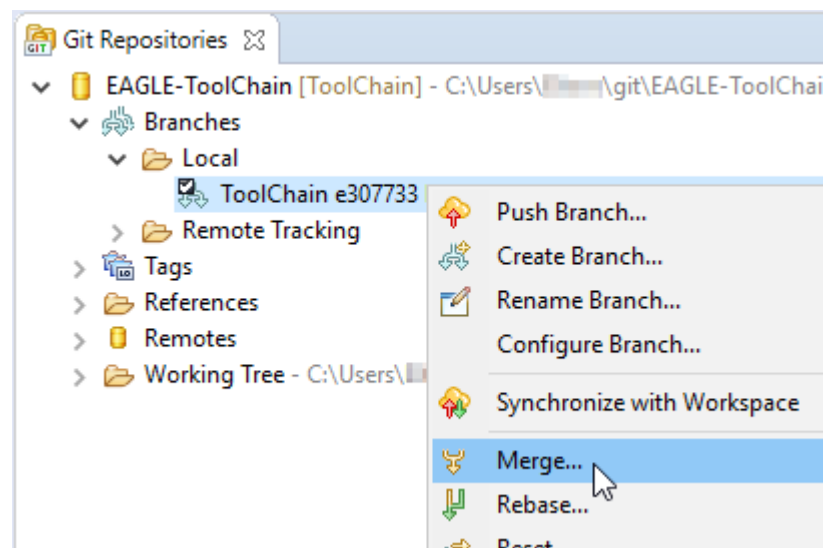 Git Repositories
EAGLE-ToolChain [ToolChain] - C:\Users\ \git\EAGLE-ToolChai
Branches
Local
ToolChain e307733
Remote Tracking
Tags
References
Remotes
Working Tree - C:\Users\
Push Branch...
Create Branch...
Rename Branch...
Configure Branch...
Synchronize with Workspace
Merge...
Rebase...
Reset